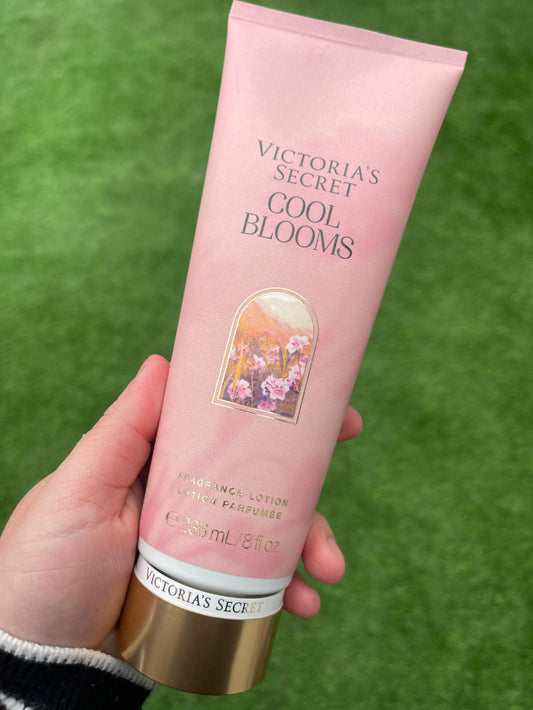 VICTORIA'S
SECRET
COOL
BLOOMS
FRAGRANCE LOTION
LOTION PARFUMÉE
℮236 mL/8 fl oz
VICTORIA'S SECRET